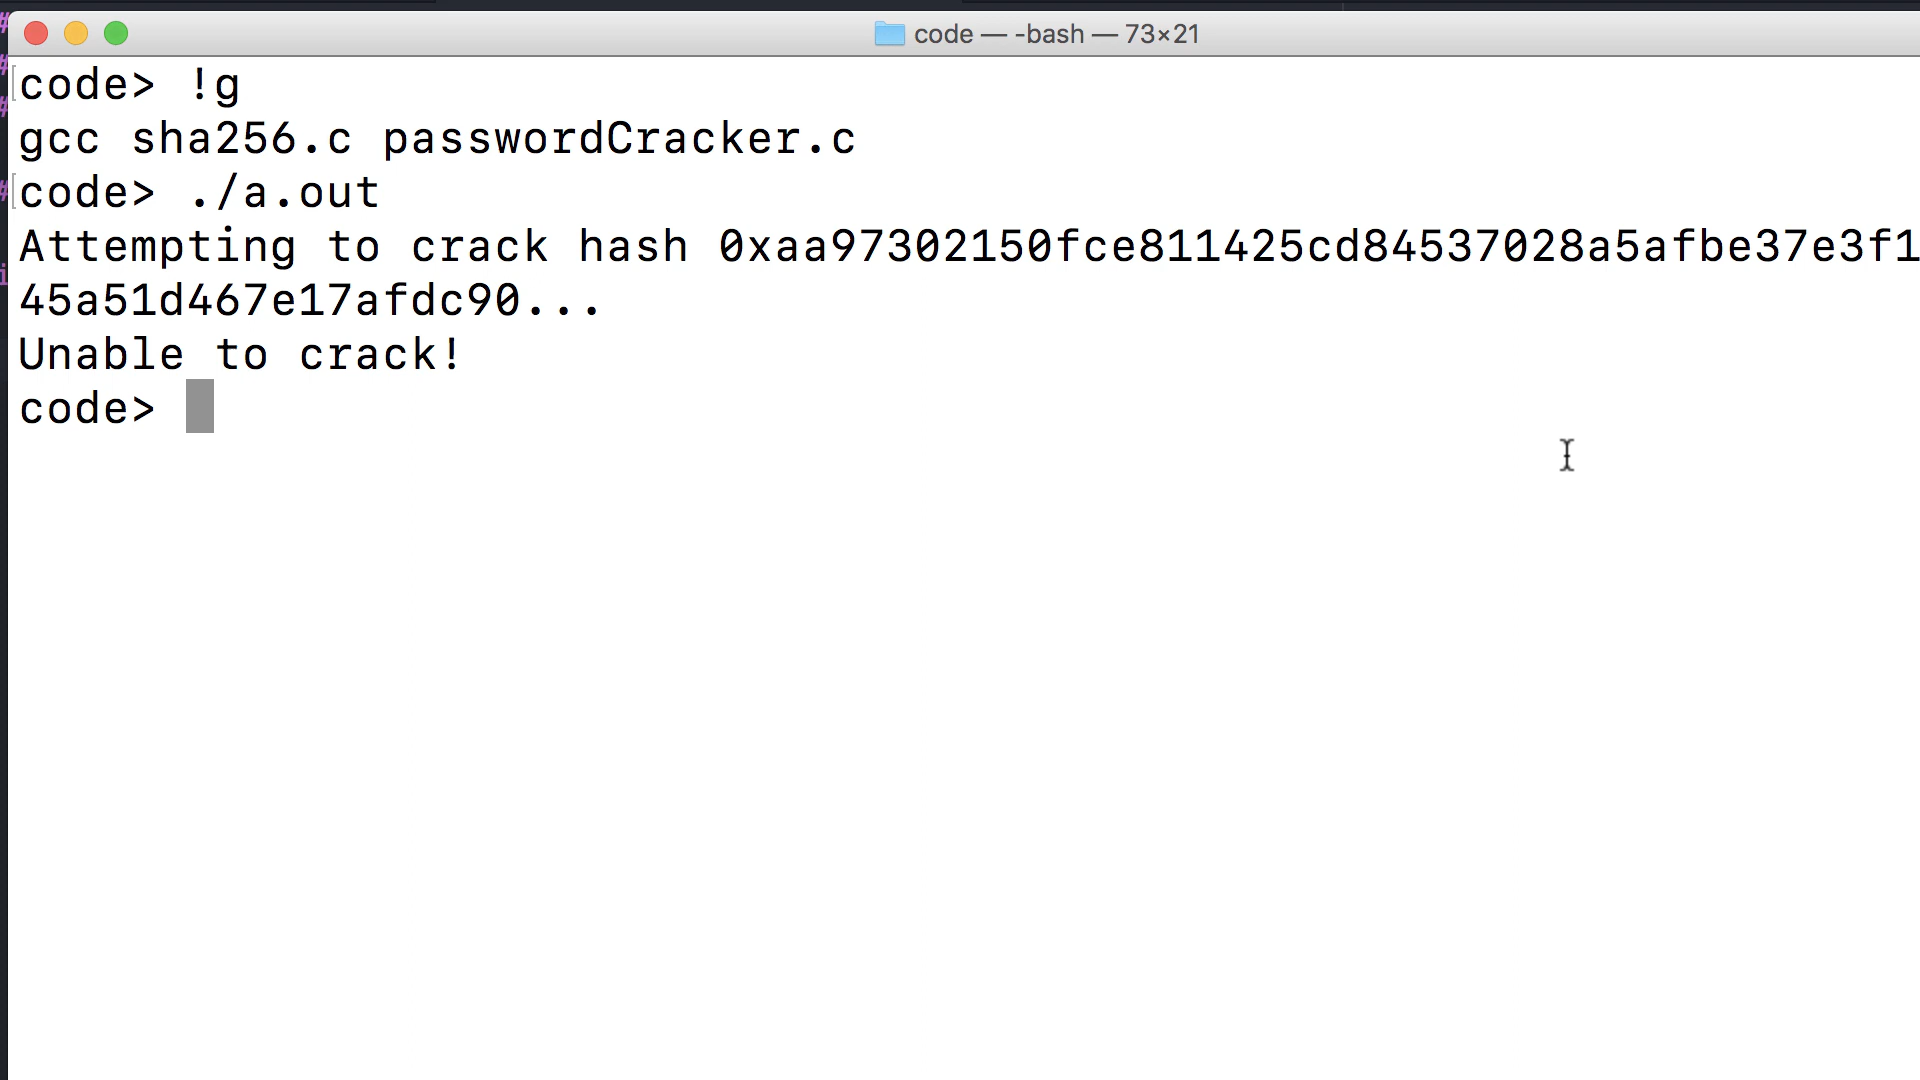 code — -bash — 73×21
code> !g
gcc sha256.c passwordCracker.c
code> ./a.out
Attempting to crack hash 0xaa97302150fce811425cd84537028a5afbe37e3f1
45a51d467e17afdc90...
Unable to crack!
code>
#
#
#
#
i